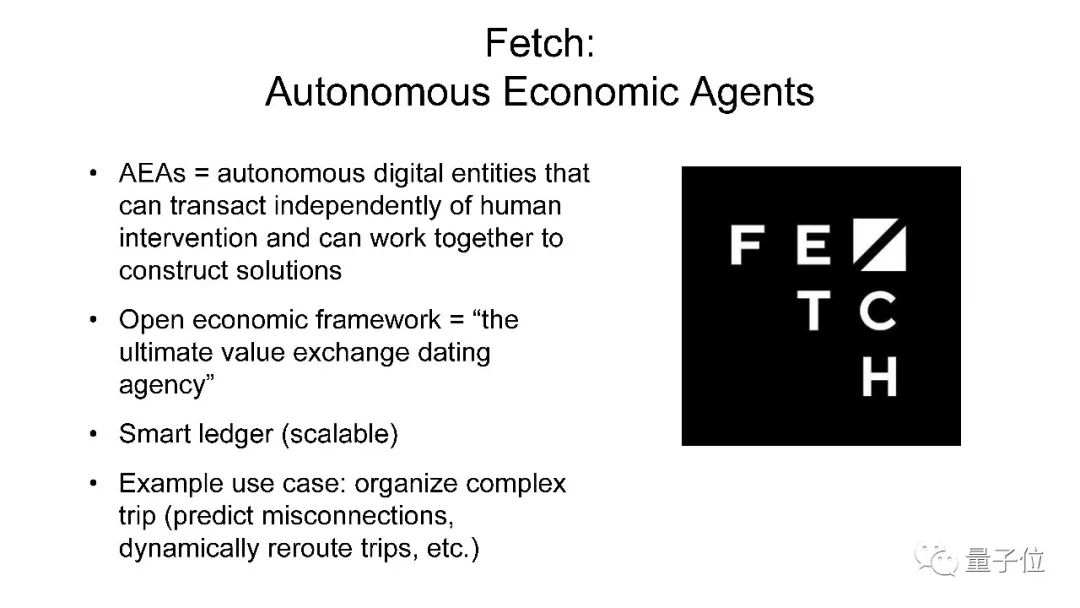 Fetch:
Autonomous Economic Agents
• AEAs = autonomous digital entities that
can transact independently of human
intervention and can work together to
construct solutions
• Open economic framework = “the
ultimate value exchange dating
agency”
• Smart ledger (scalable)
• Example use case: organize complex
trip (predict misconnections,
dynamically reroute trips, etc.)
F E
T C
H
量子位